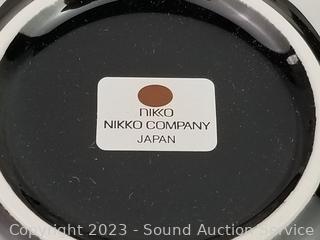 nikko
NIKKO COMPANY
JAPAN
Copyright 2023 - Sound Auction Service